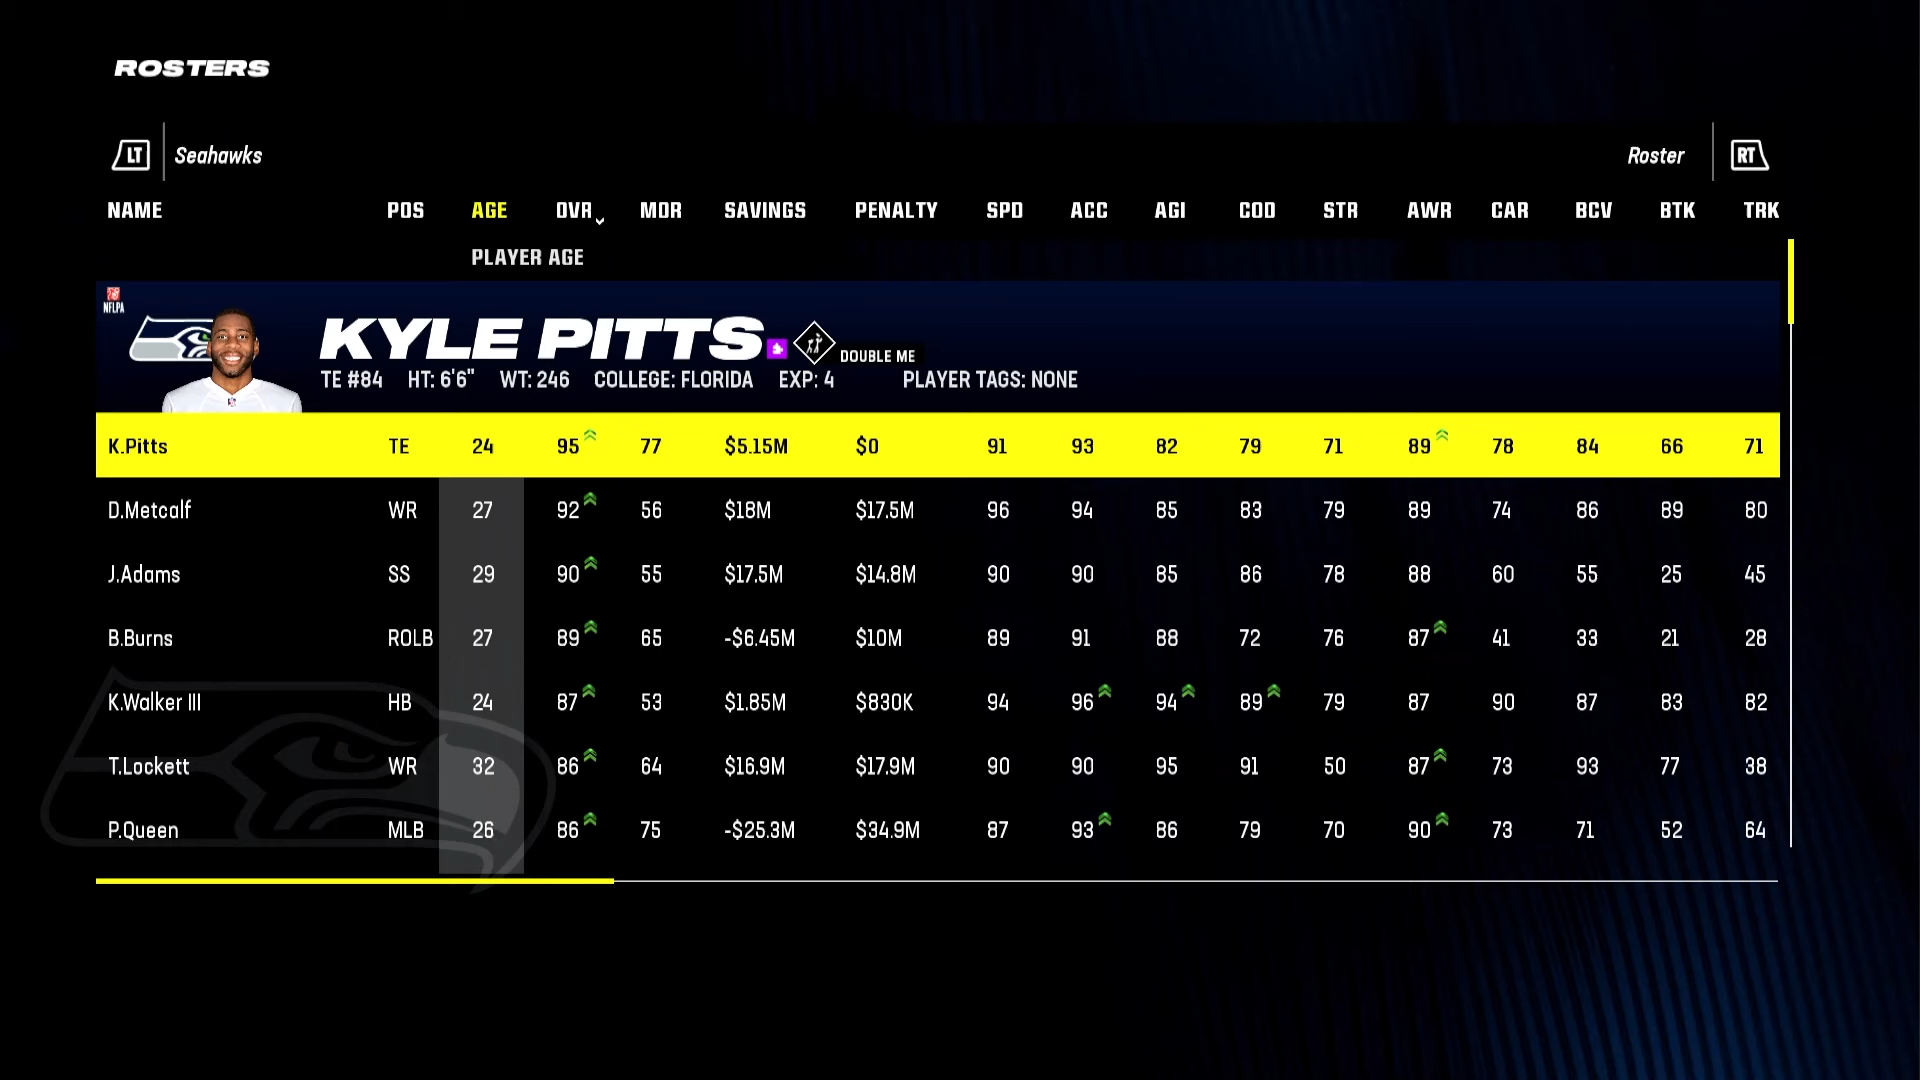 ROSTERS
LT Seahawks Roster RT
NAME POS AGE OVR MOR SAVINGS PENALTY SPD ACC AGI COD STR AWR CAR BCV BTK TRK
PLAYER AGE
NFLPA
KYLE PITTS DOUBLE ME
TE #84 HT: 6'6" WT: 246 COLLEGE: FLORIDA EXP: 4 PLAYER TAGS: NONE
K.Pitts TE 24 95 77 $5.15M $0 91 93 82 79 71 89 78 84 66 71
D.Metcalf WR 27 92 56 $18M $17.5M 96 94 85 83 79 89 74 86 89 80
J.Adams SS 29 90 55 $17.5M $14.8M 90 90 85 86 78 88 60 55 25 45
B.Burns ROLB 27 89 65 -$6.45M $10M 89 91 88 72 76 87 41 33 21 28
K.Walker III HB 24 87 53 $1.85M $830K 94 96 94 89 79 87 90 87 83 82
T.Lockett WR 32 86 64 $16.9M $17.9M 90 90 95 91 50 87 73 93 77 38
P.Queen MLB 26 86 75 -$25.3M $34.9M 87 93 86 79 70 90 73 71 52 64